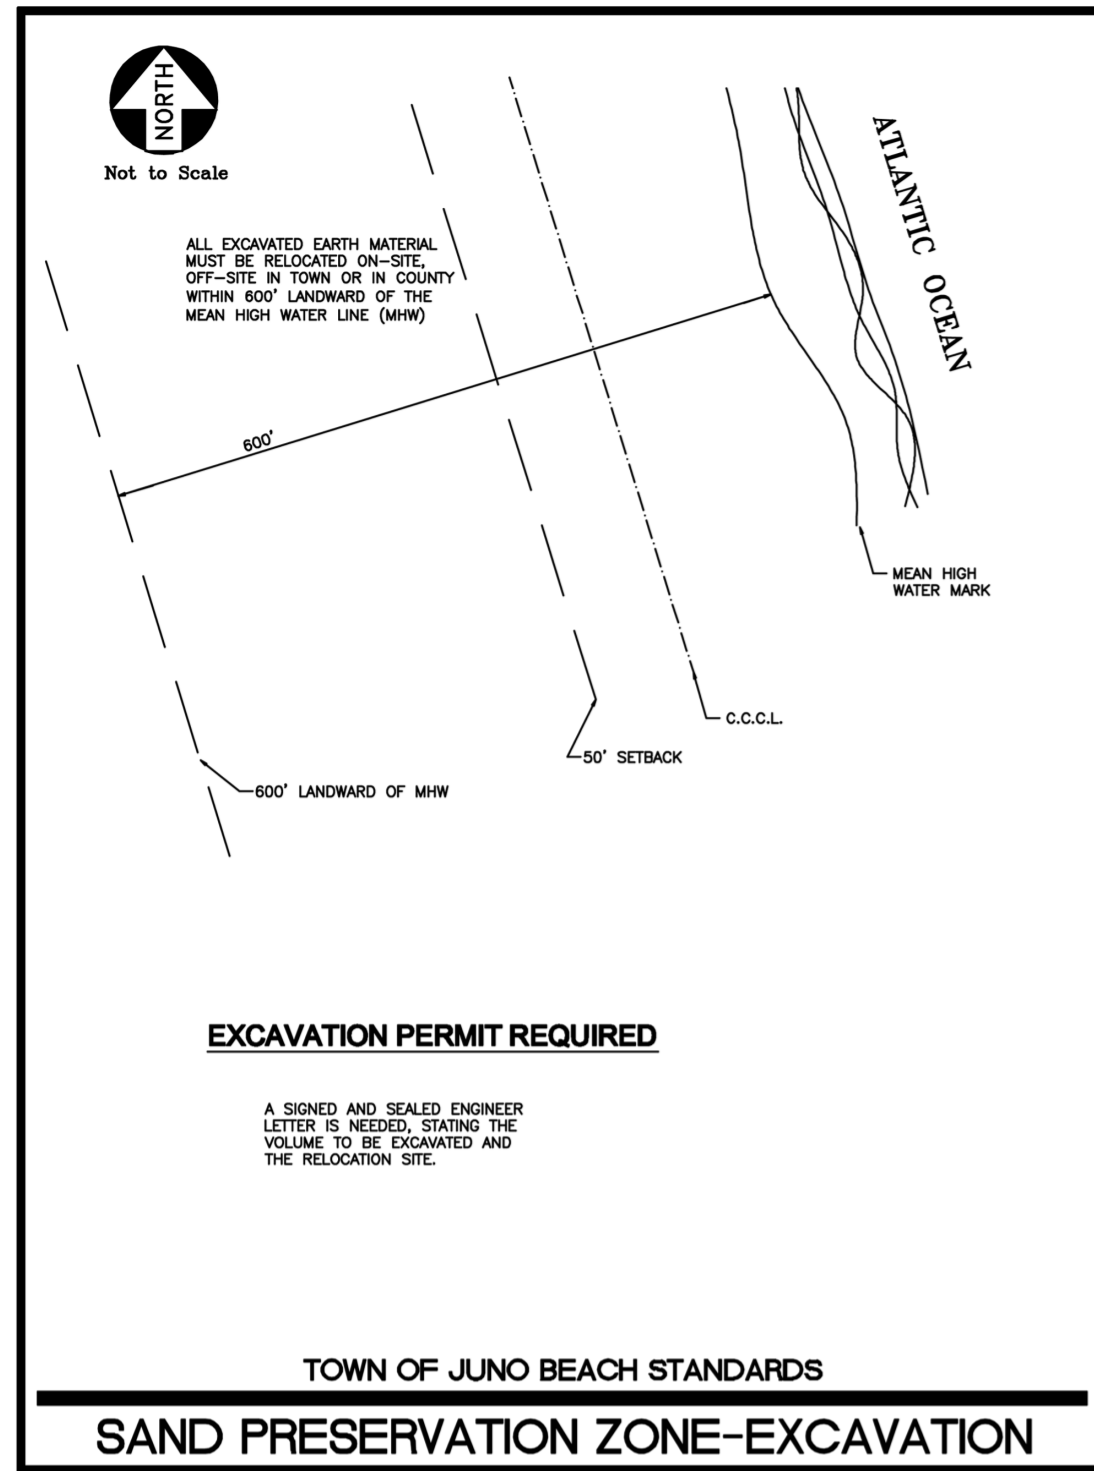 NORTH
Not to Scale
ATLANTIC OCEAN
ALL EXCAVATED EARTH MATERIAL
MUST BE RELOCATED ON-SITE,
OFF-SITE IN TOWN OR IN COUNTY
WITHIN 600' LANDWARD OF THE
MEAN HIGH WATER LINE (MHW)
600'
MEAN HIGH
WATER MARK
C.C.C.L.
50' SETBACK
600' LANDWARD OF MHW
EXCAVATION PERMIT REQUIRED
A SIGNED AND SEALED ENGINEER
LETTER IS NEEDED, STATING THE
VOLUME TO BE EXCAVATED AND
THE RELOCATION SITE.
TOWN OF JUNO BEACH STANDARDS
SAND PRESERVATION ZONE-EXCAVATION